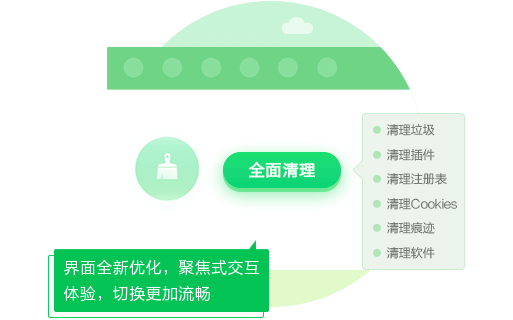 清理垃圾
清理插件
全面清理
清理注册表
清理Cookies
清理痕迹
清理软件
界面全新优化，聚焦式交互
体验，切换更加流畅